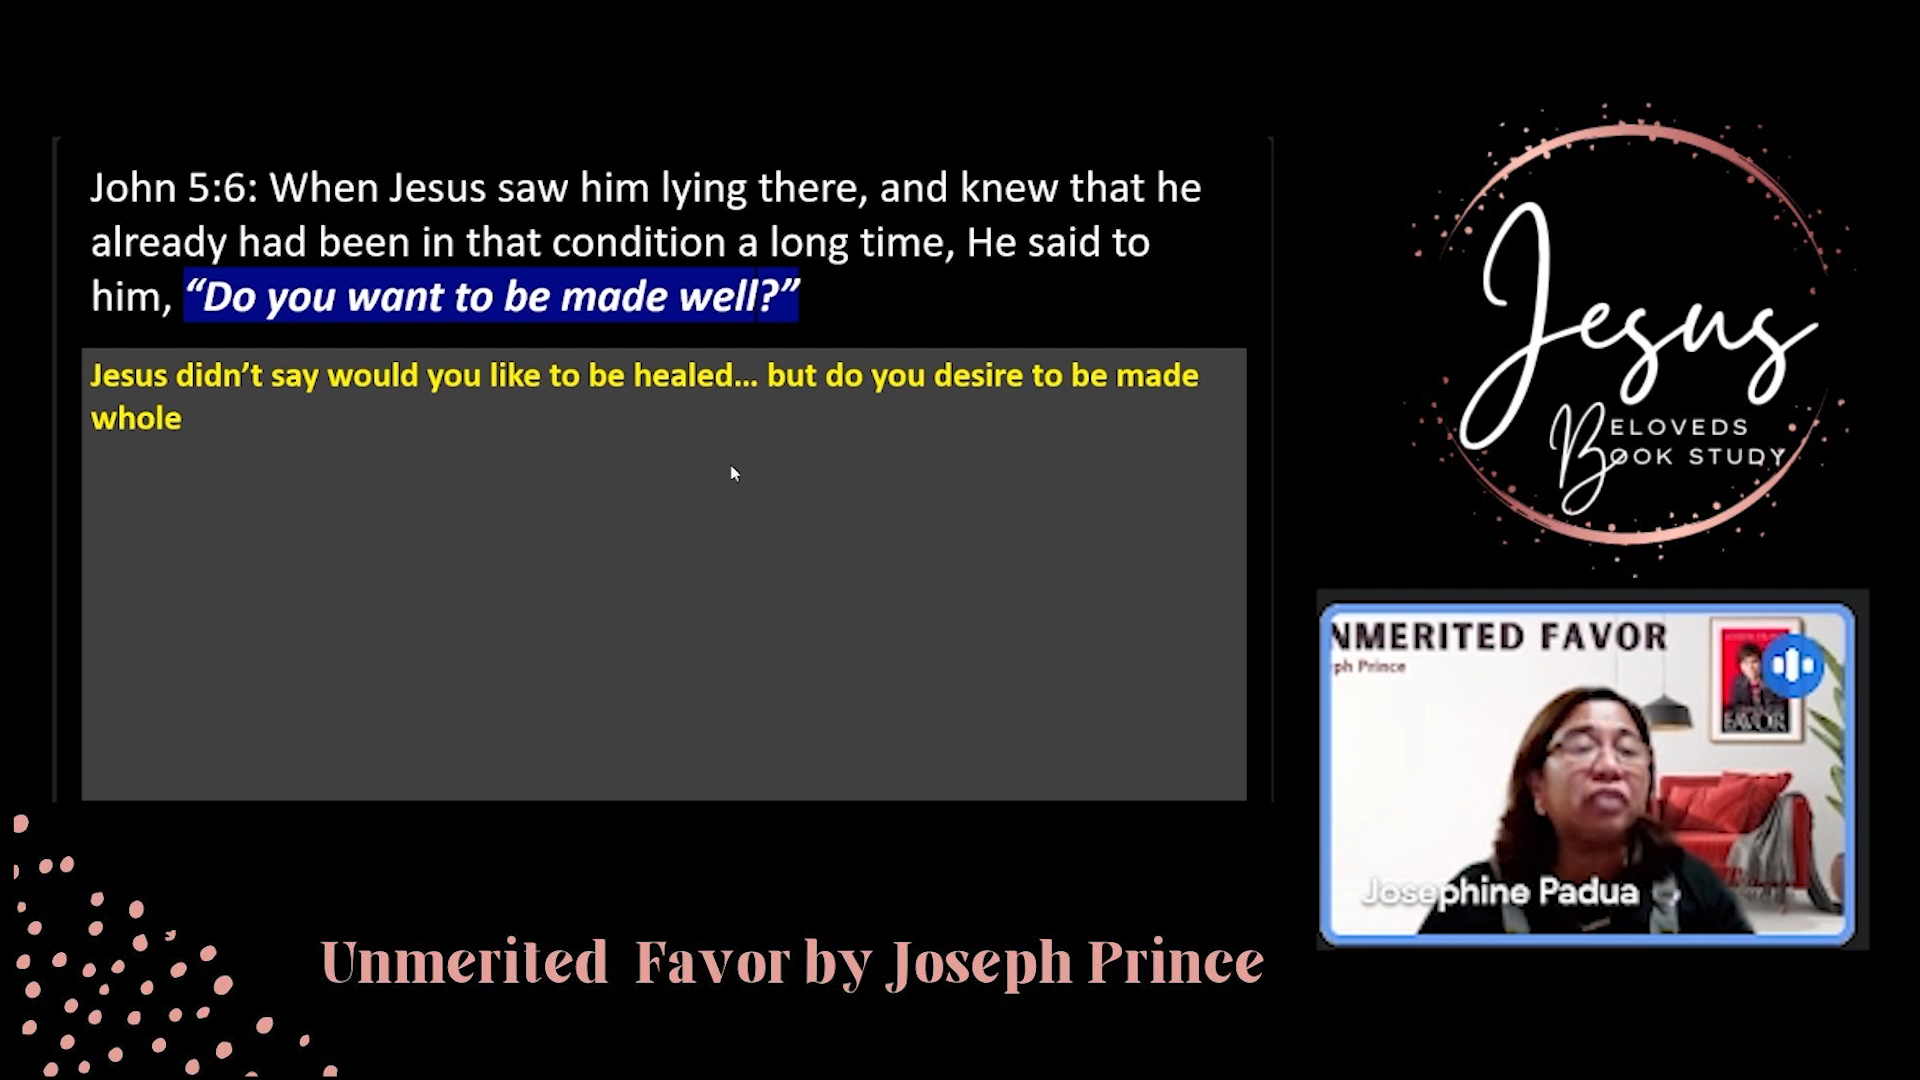 John 5:6: When Jesus saw him lying there, and knew that he
already had been in that condition a long time, He said to
him, “Do you want to be made well?”
Jesus didn’t say would you like to be healed... but do you desire to be made
whole
Jesus
BELOVEDS
BOOK STUDY
NMERITED FAVOR
ph Prince
FAVOR
Josephine Padua
Unmerited Favor by Joseph Prince